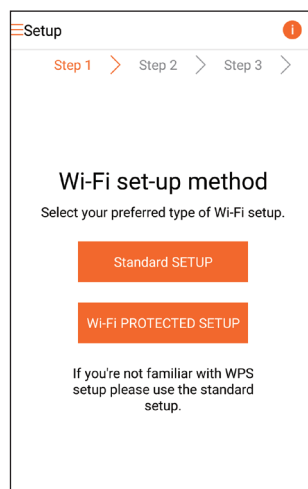 Setup
i
Step 1 Step 2 Step 3
Wi-Fi set-up method
Select your preferred type of Wi-Fi setup.
Standard SETUP
Wi-Fi PROTECTED SETUP
If you're not familiar with WPS
setup please use the standard
setup.